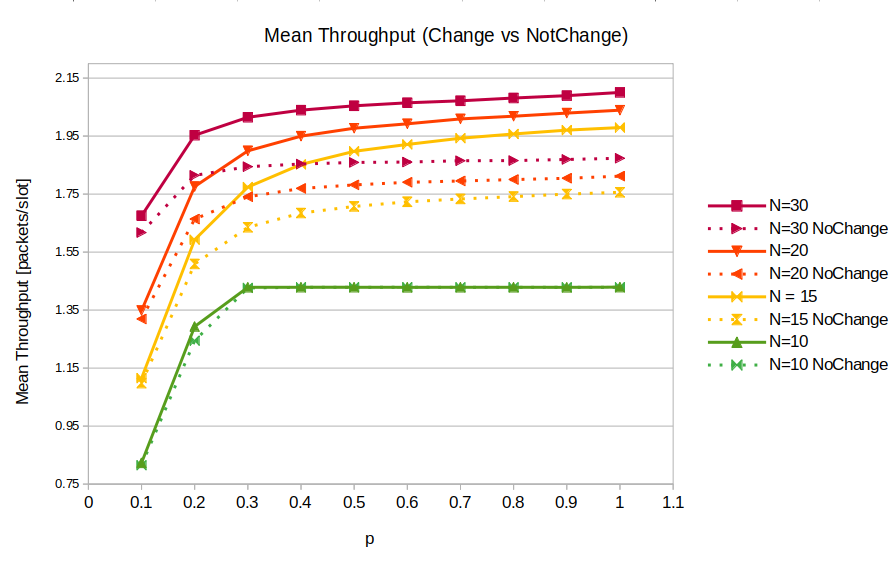 Mean Throughput (Change vs NotChange)
2.15
1.95
1.75
1.55
1.35
1.15
0.95
0.75
Mean Throughput [packets/slot]
0 0.1 0.2 0.3 0.4 0.5 0.6 0.7 0.8 0.9 1 1.1
p
N=30
N=30 NoChange
N=20
N=20 NoChange
N = 15
N=15 NoChange
N=10
N=10 NoChange